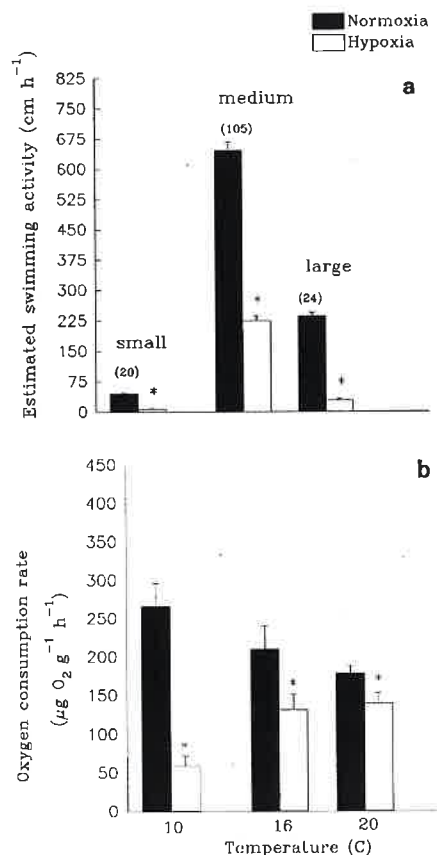 Normoxia
Hypoxia
a
Estimated swimming activity (cm h⁻¹)
825
750
675
600
525
450
375
300
225
150
75
0
medium
(105)
*
large
(24)
*
small
(20)
*
b
Oxygen consumption rate
(µg O₂ g⁻¹ h⁻¹)
450
400
350
300
250
200
150
100
50
0
*
*
*
10 16 20
Temperature (C)